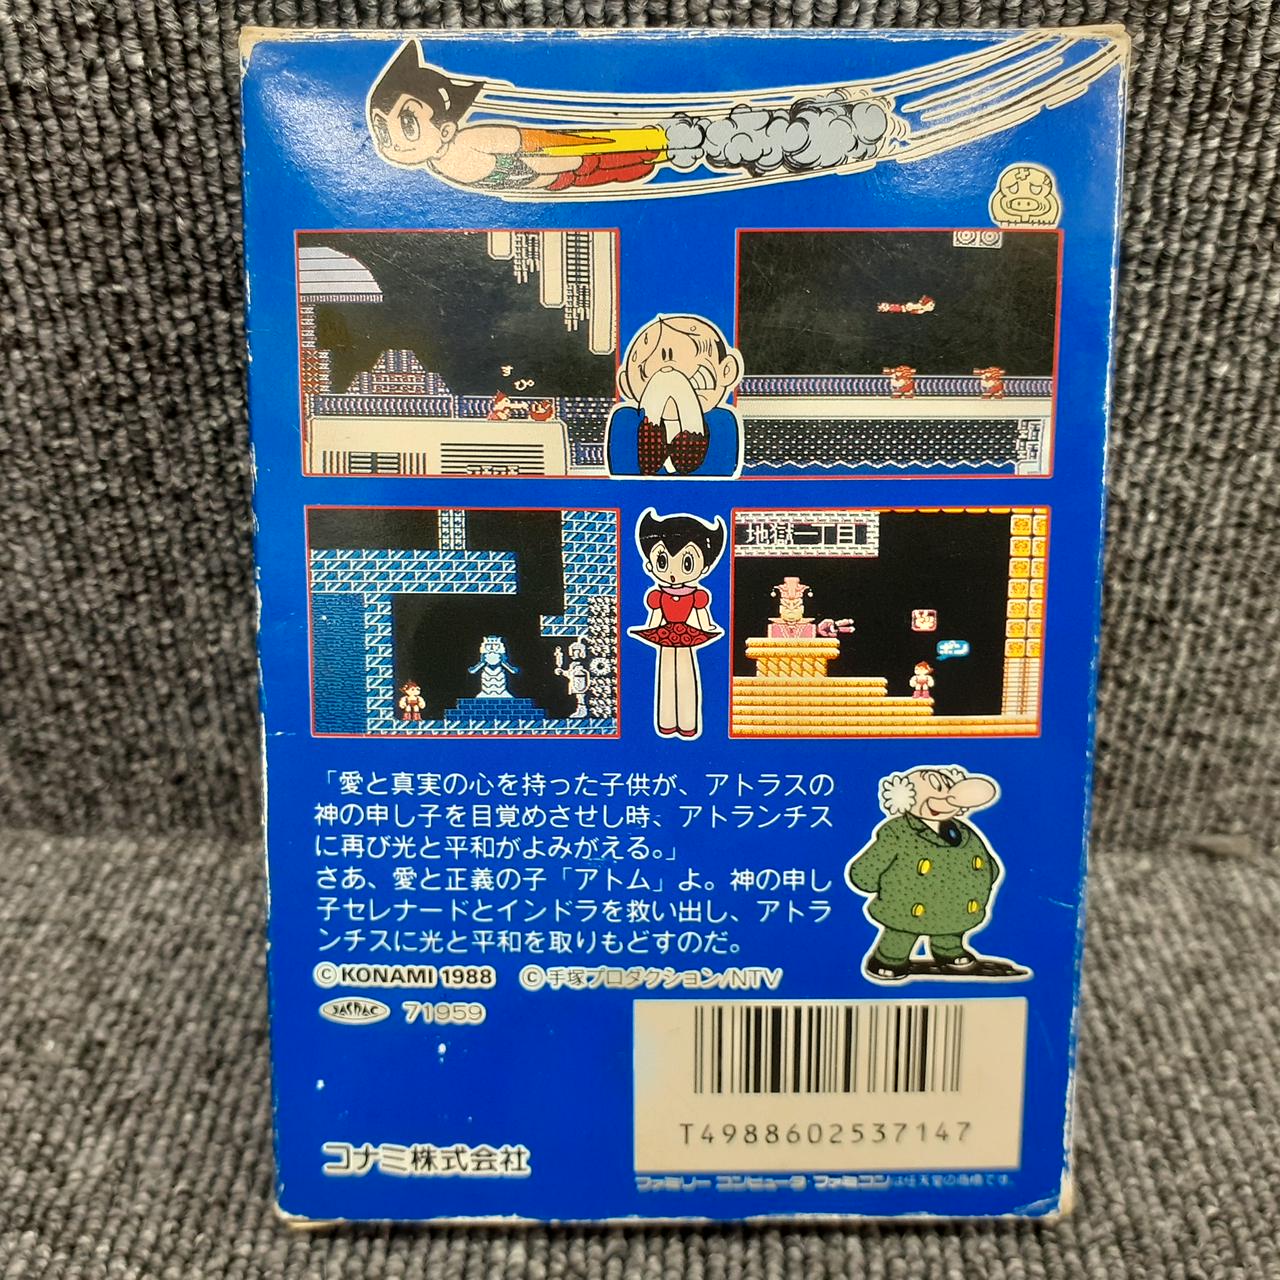 す
地獄一丁目
「愛と真実の心を持った子供が、アトラスの
神の申し子を目覚めさせし時、アトランチス
に再び光と平和がよみがえる。」
さあ、愛と正義の子「アトム」よ。神の申し
子セレナードとインドラを救い出し、アトラ
ンチスに光と平和を取りもどすのだ。
©KONAMI 1988 ©手塚プロダクション/NTV
JASRAC 71959
T4988602537147
コナミ株式会社
ファミリーコンピュータ・ファミコンは任天堂の商標です。